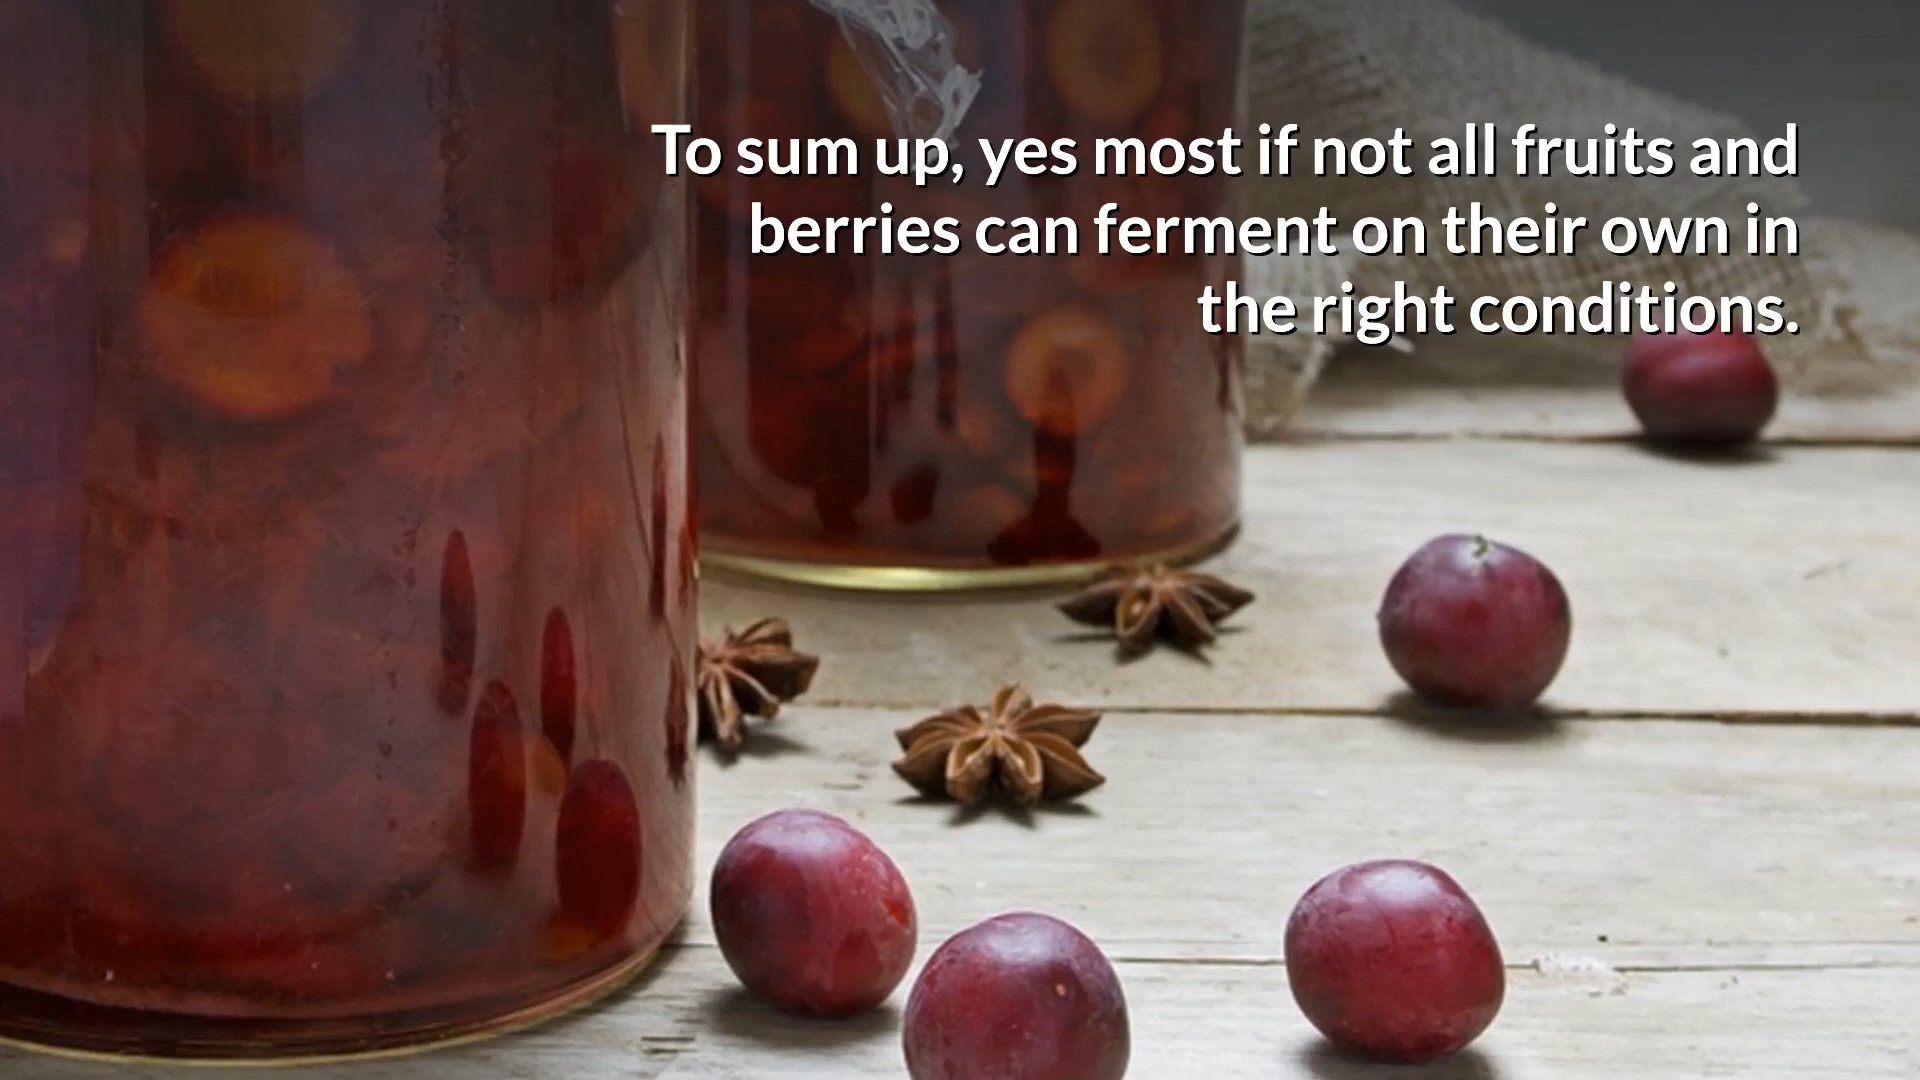 To sum up, yes most if not all fruits and
berries can ferment on their own in
the right conditions.